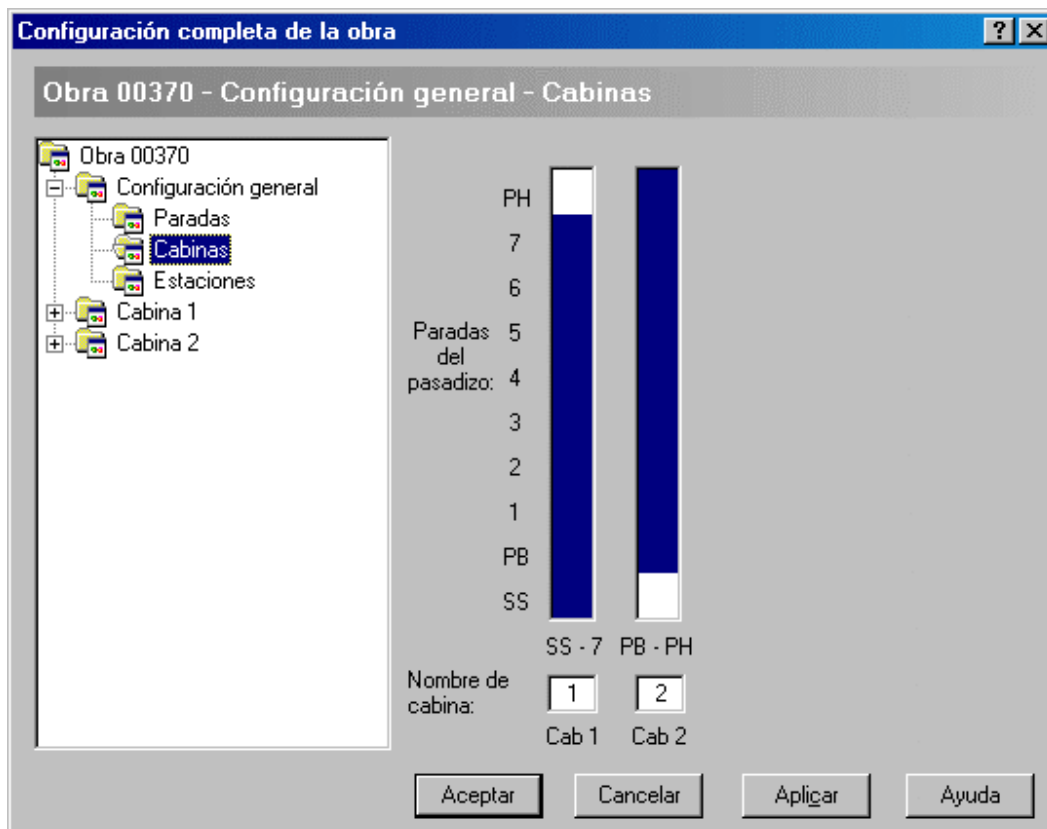 Configuración completa de la obra
Obra 00370 - Configuración general - Cabinas
Obra 00370
Configuración general
Paradas
Cabinas
Estaciones
Cabina 1
Cabina 2
Paradas
del
pasadizo:
PH
7
6
5
4
3
2
1
PB
SS
SS - 7
PB - PH
Nombre de
cabina:
1
2
Cab 1
Cab 2
Aceptar
Cancelar
Aplicar
Ayuda